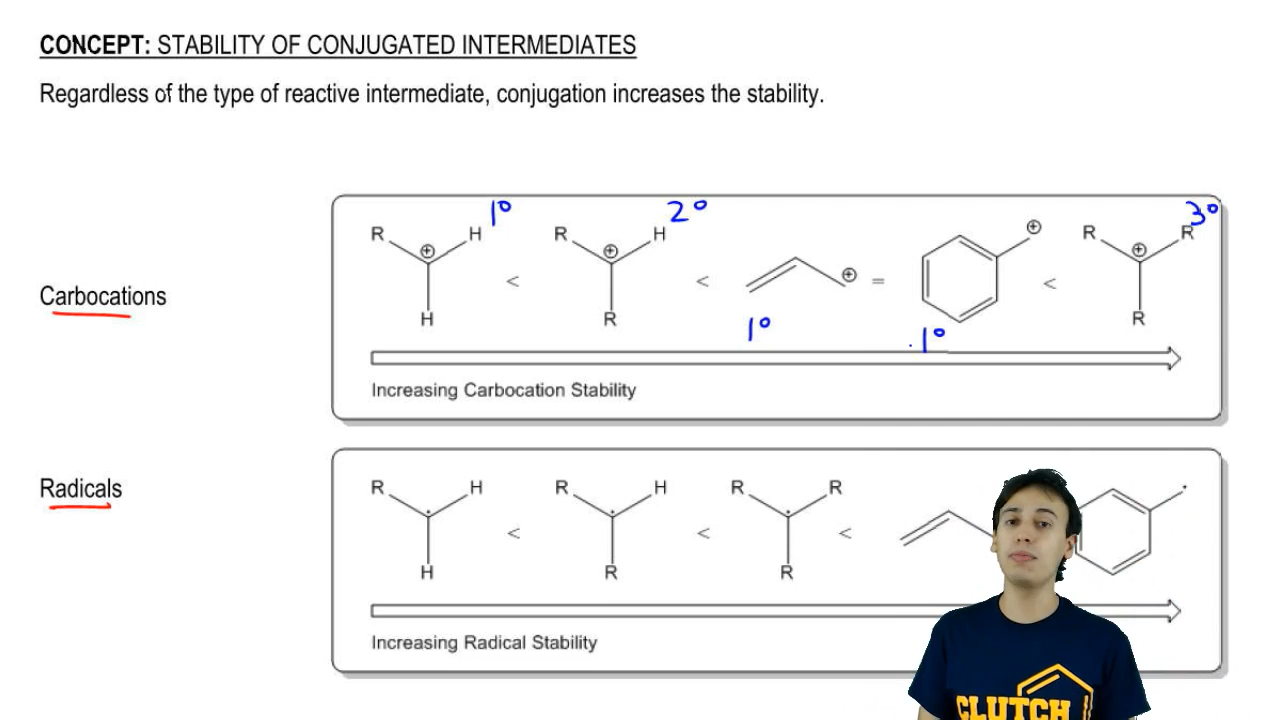 CONCEPT: STABILITY OF CONJUGATED INTERMEDIATES
Regardless of the type of reactive intermediate, conjugation increases the stability.
Carbocations
1° 2° 3°
R H R H R R
⊕ ⊕ ⊕ ⊕ ⊕
< < = <
H R R
1° 1°
Increasing Carbocation Stability
Radicals
R H R H R R
< < <
H R R
Increasing Radical Stability
CLUTCH